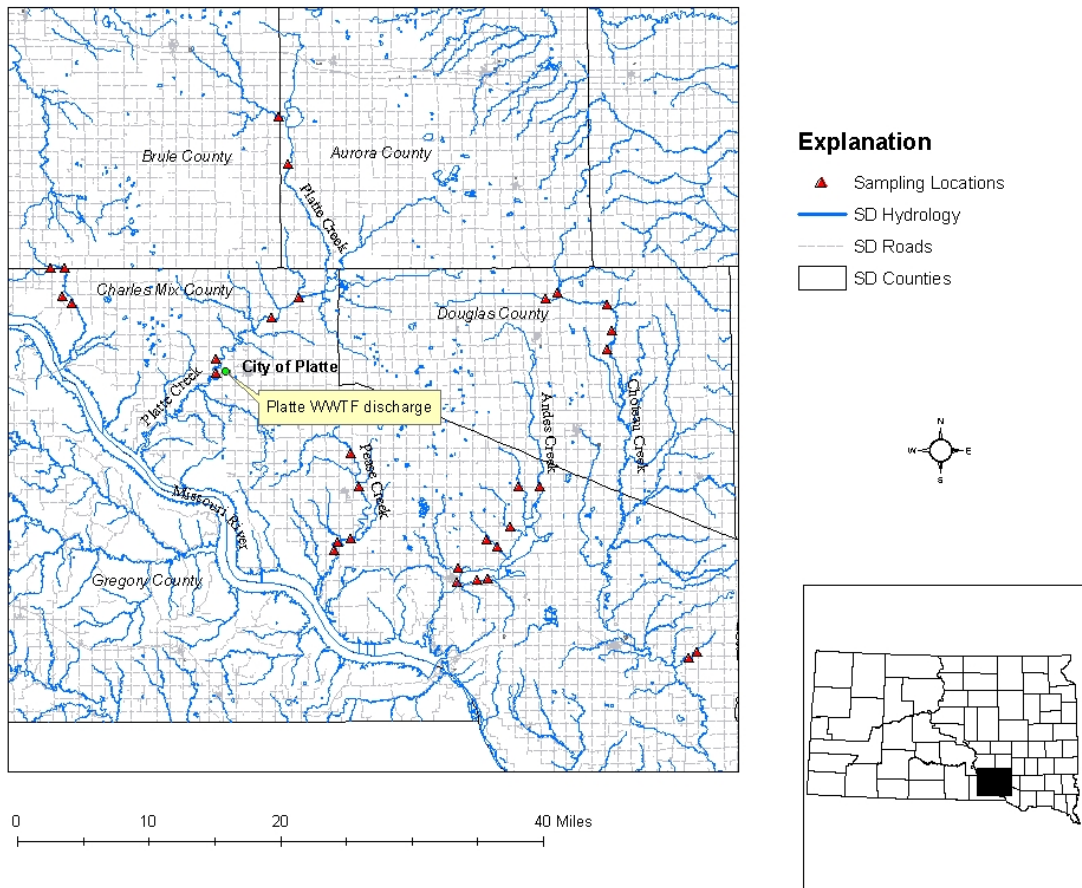 Brule County
Aurora County
Platte Creek
Charles Mix County
Douglas County
City of Platte
Platte Creek
Platte WWTF discharge
Andes Creek
Choteau Creek
Pease Creek
Missouri River
Gregory County
Explanation
Sampling Locations
SD Hydrology
SD Roads
SD Counties
N
W
E
S
0
10
20
40 Miles